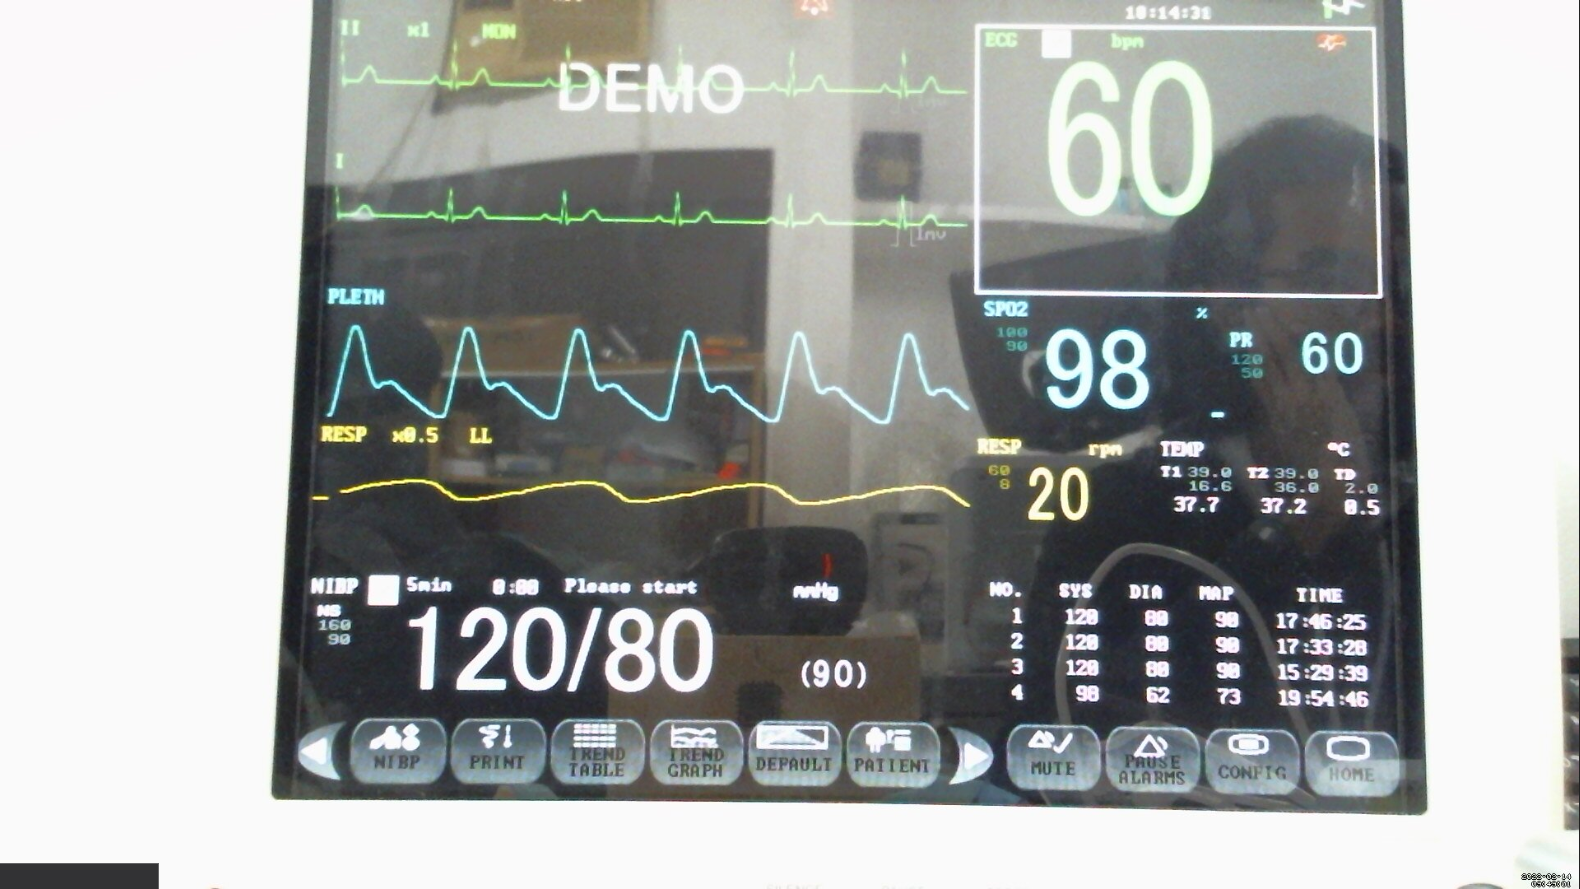 18:14:31
II x1 MON
DEMO
ECG bpm
60
I
Inv
PLETH
SPO2 %
100
90
98
PR 60
120
50
RESP x0.5 LL
RESP rpm
60
8
20
TEMP °C
T1 39.0 T2 39.0 TD
16.6 36.0 2.0
37.7 37.2 0.5
NIBP 5min 0:00 Please start mmHg
160
90
120/80 (90)
NO. SYS DIA MAP TIME
1 120 80 90 17:46:25
2 120 80 90 17:33:28
3 120 80 90 15:29:39
4 98 62 73 19:54:46
NIBP
PRINT
TREND
TABLE
TREND
GRAPH
DEFAULT
PATIENT
MUTE
PAUSE
ALARMS
CONFIG
HOME